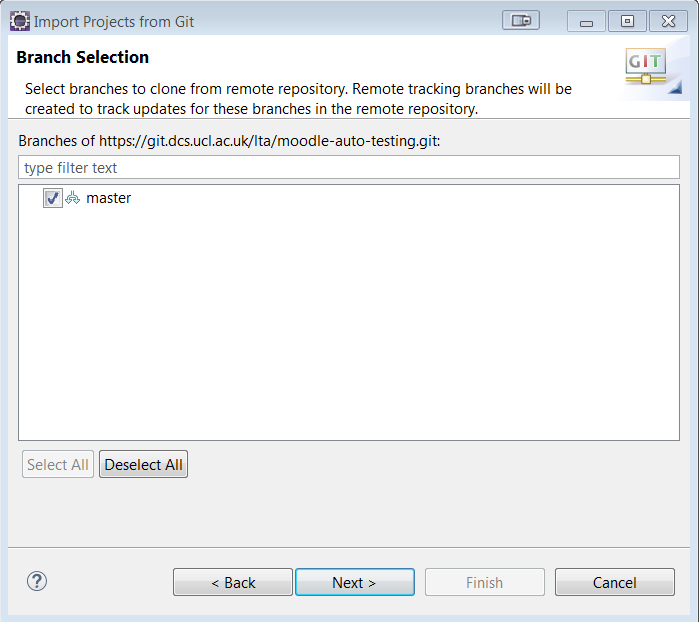 Import Projects from Git
Branch Selection
GIT
Select branches to clone from remote repository. Remote tracking branches will be
created to track updates for these branches in the remote repository.
Branches of https://git.dcs.ucl.ac.uk/lta/moodle-auto-testing.git:
type filter text
master
Select All
Deselect All
?
< Back
Next >
Finish
Cancel